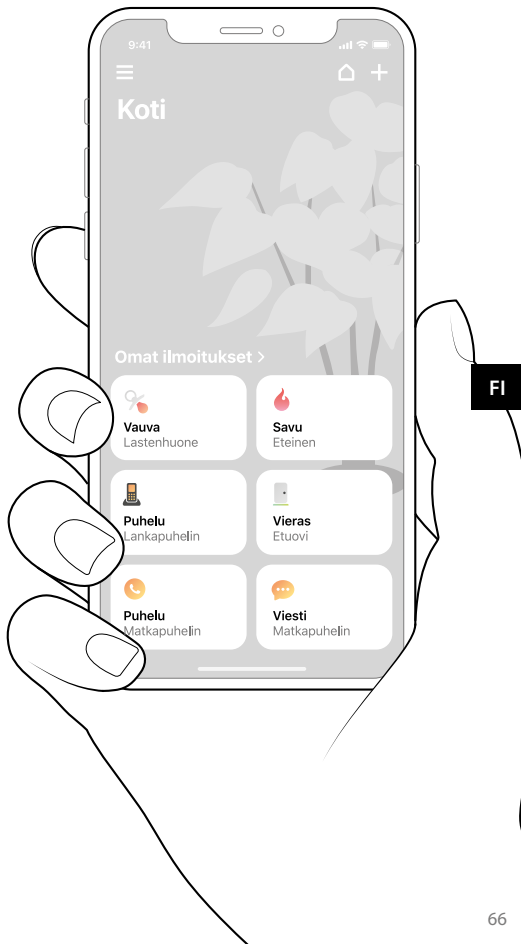 9:41
Koti
Omat ilmoitukset >
Vauva
Lastenhuone
Savu
Eteinen
Puhelu
Lankapuhelin
Vieras
Etuovi
Puhelu
Matkapuhelin
Viesti
Matkapuhelin
FI
66